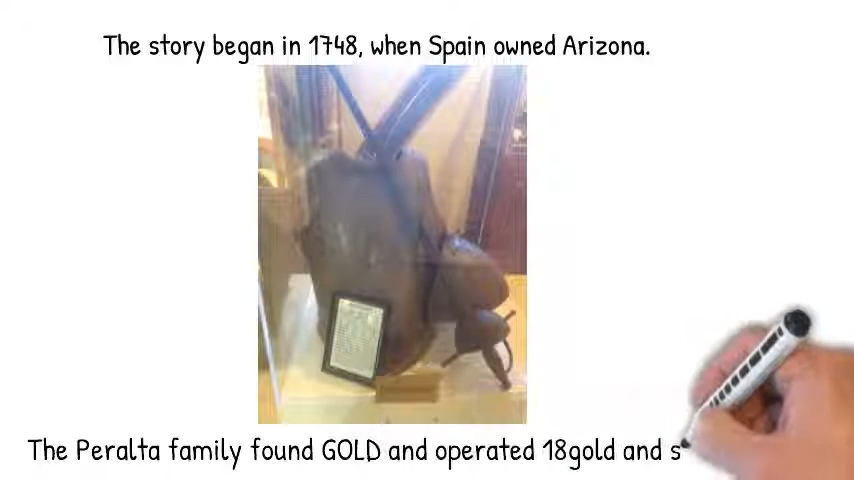 The story began in 1748, when Spain owned Arizona.
The Peralta family found GOLD and operated 18gold and s